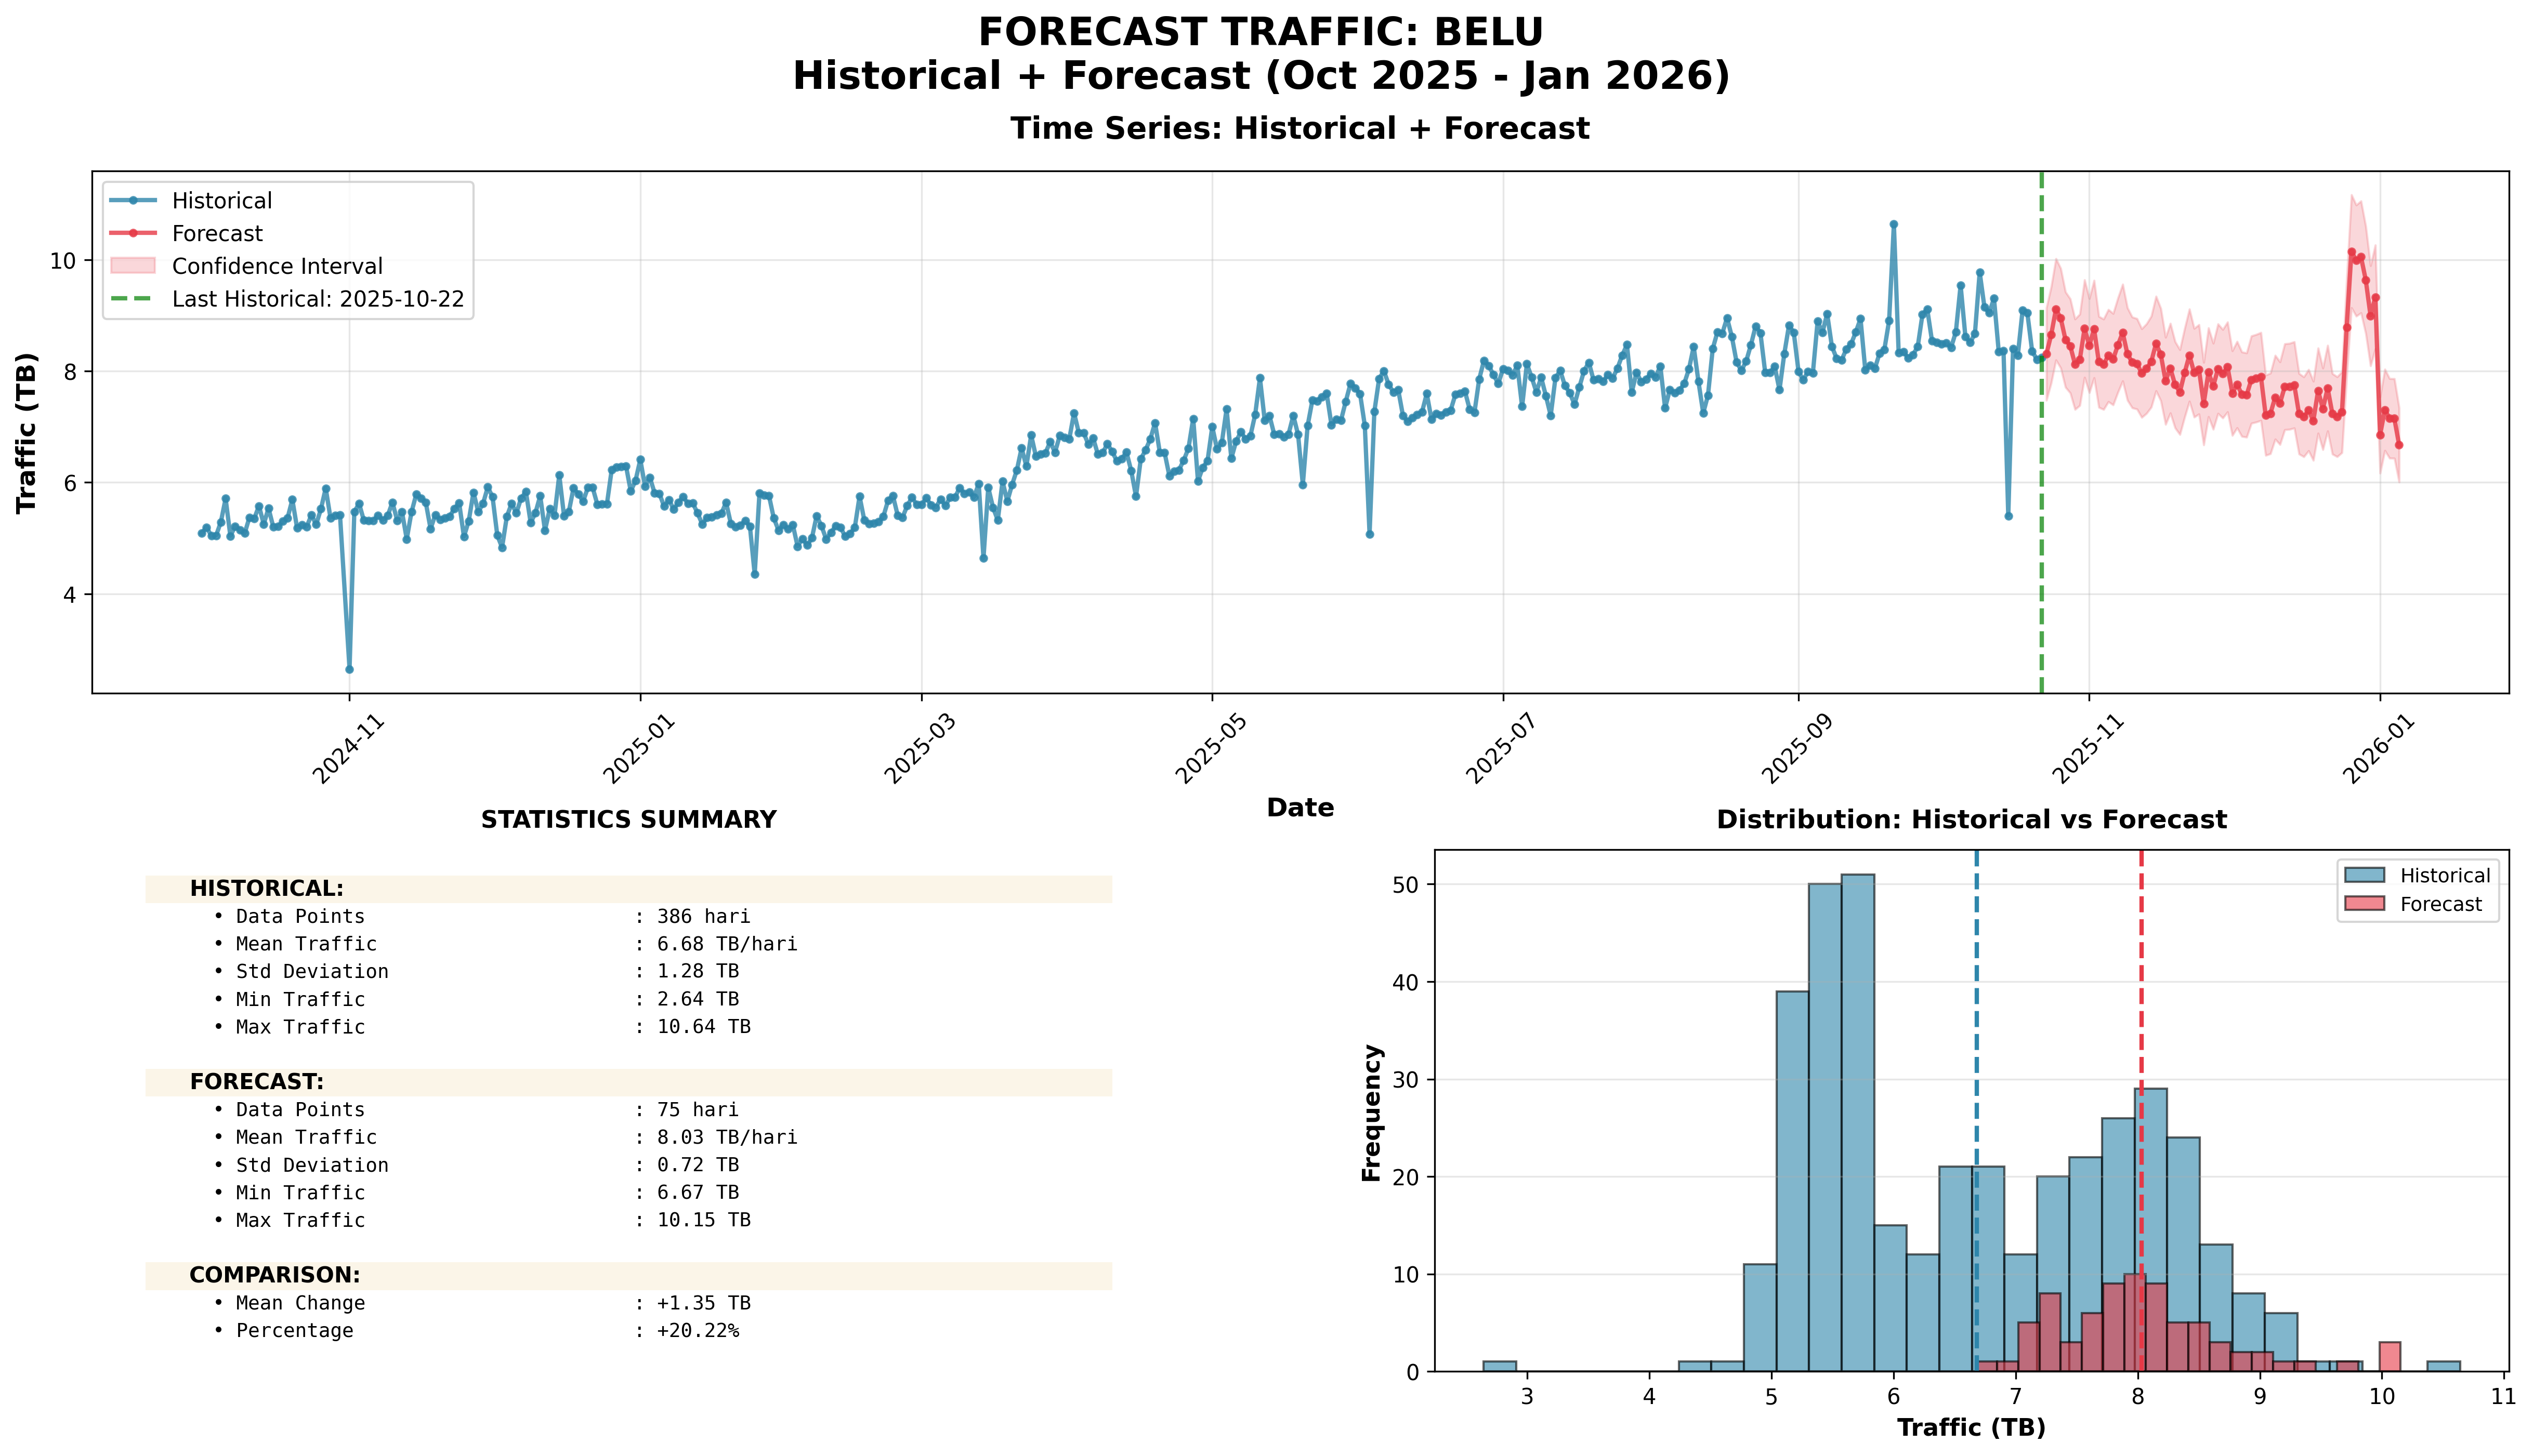 FORECAST TRAFFIC: BELU
Historical + Forecast (Oct 2025 - Jan 2026)
Time Series: Historical + Forecast
Historical
Forecast
Confidence Interval
Last Historical: 2025-10-22
Traffic (TB)
10
8
6
4
2024-11
2025-01
2025-03
2025-05
2025-07
2025-09
2025-11
2026-01
Date
STATISTICS SUMMARY
HISTORICAL:
• Data Points : 386 hari
• Mean Traffic : 6.68 TB/hari
• Std Deviation : 1.28 TB
• Min Traffic : 2.64 TB
• Max Traffic : 10.64 TB
FORECAST:
• Data Points : 75 hari
• Mean Traffic : 8.03 TB/hari
• Std Deviation : 0.72 TB
• Min Traffic : 6.67 TB
• Max Traffic : 10.15 TB
COMPARISON:
• Mean Change : +1.35 TB
• Percentage : +20.22%
Distribution: Historical vs Forecast
Historical
Forecast
Frequency
50
40
30
20
10
0
3
4
5
6
7
8
9
10
11
Traffic (TB)